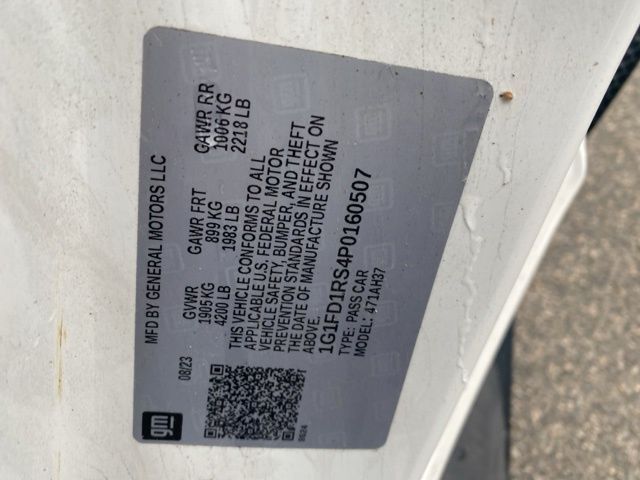 MFD BY GENERAL MOTORS LLC
08/23
GVWR
1905KG
4200 LB
GAWR FRT
899 KG
1983 LB
GAWR RR
1006 KG
2218 LB
THIS VEHICLE CONFORMS TO ALL
APPLICABLE U.S. FEDERAL MOTOR
VEHICLE SAFETY, BUMPER, AND THEFT
PREVENTION STANDARDS IN EFFECT ON
THE DATE OF MANUFACTURE SHOWN
ABOVE.
1G1FD1RS4P0160507
TYPE: PASS CAR
MODEL: 471AH37
gm